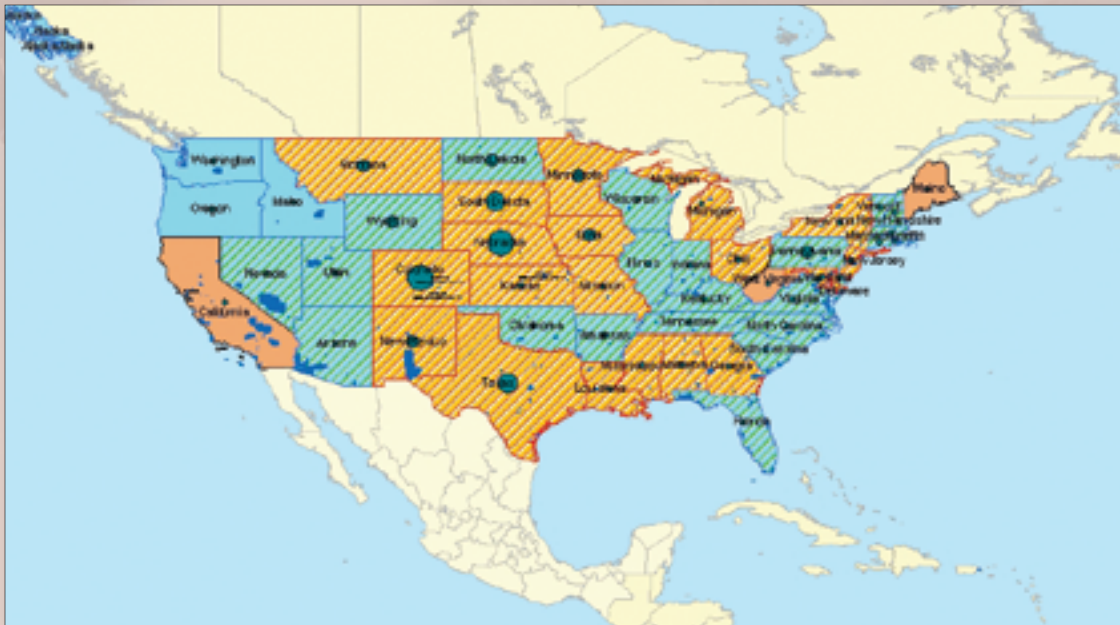 Alaska
Washington
Montana
North Dakota
Minnesota
Michigan
Maine
Oregon
Idaho
South Dakota
Wisconsin
Vermont
Wyoming
Michigan
New Hampshire
Nebraska
Iowa
Massachusetts
Nevada
Utah
Colorado
Illinois
Indiana
Ohio
Pennsylvania
New Jersey
Kansas
Missouri
West Virginia
Maryland
Delaware
California
Kentucky
Virginia
Arizona
New Mexico
Oklahoma
Arkansas
Tennessee
North Carolina
South Carolina
Texas
Louisiana
Mississippi
Alabama
Georgia
Florida